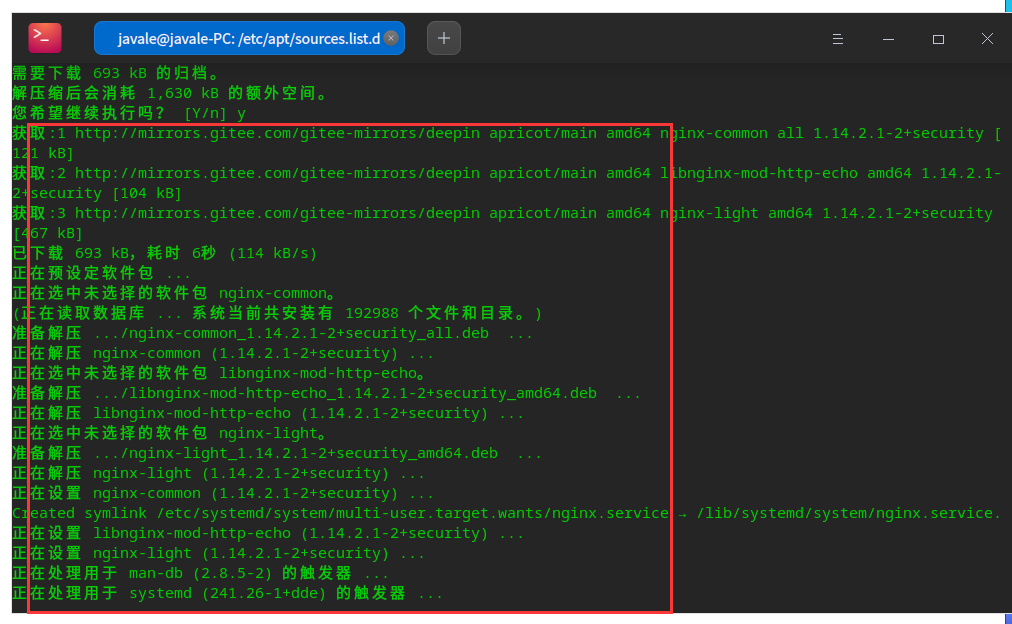 javale@javale-PC: /etc/apt/sources.list.d
需要下载 693 kB 的归档。
解压缩后会消耗 1,630 kB 的额外空间。
您希望继续执行吗？ [Y/n] y
获取:1 http://mirrors.gitee.com/gitee-mirrors/deepin apricot/main amd64 nginx-common all 1.14.2.1-2+security [
121 kB]
获取:2 http://mirrors.gitee.com/gitee-mirrors/deepin apricot/main amd64 libnginx-mod-http-echo amd64 1.14.2.1-
2+security [104 kB]
获取:3 http://mirrors.gitee.com/gitee-mirrors/deepin apricot/main amd64 nginx-light amd64 1.14.2.1-2+security
[467 kB]
已下载 693 kB，耗时 6秒 (114 kB/s)
正在预设定软件包 ...
正在选中未选择的软件包 nginx-common。
(正在读取数据库 ... 系统当前共安装有 192988 个文件和目录。)
准备解压 .../nginx-common_1.14.2.1-2+security_all.deb  ...
正在解压 nginx-common (1.14.2.1-2+security) ...
正在选中未选择的软件包 libnginx-mod-http-echo。
准备解压 .../libnginx-mod-http-echo_1.14.2.1-2+security_amd64.deb  ...
正在解压 libnginx-mod-http-echo (1.14.2.1-2+security) ...
正在选中未选择的软件包 nginx-light。
准备解压 .../nginx-light_1.14.2.1-2+security_amd64.deb  ...
正在解压 nginx-light (1.14.2.1-2+security) ...
正在设置 nginx-common (1.14.2.1-2+security) ...
Created symlink /etc/systemd/system/multi-user.target.wants/nginx.service → /lib/systemd/system/nginx.service.
正在设置 libnginx-mod-http-echo (1.14.2.1-2+security) ...
正在设置 nginx-light (1.14.2.1-2+security) ...
正在处理用于 man-db (2.8.5-2) 的触发器 ...
正在处理用于 systemd (241.26-1+dde) 的触发器 ...